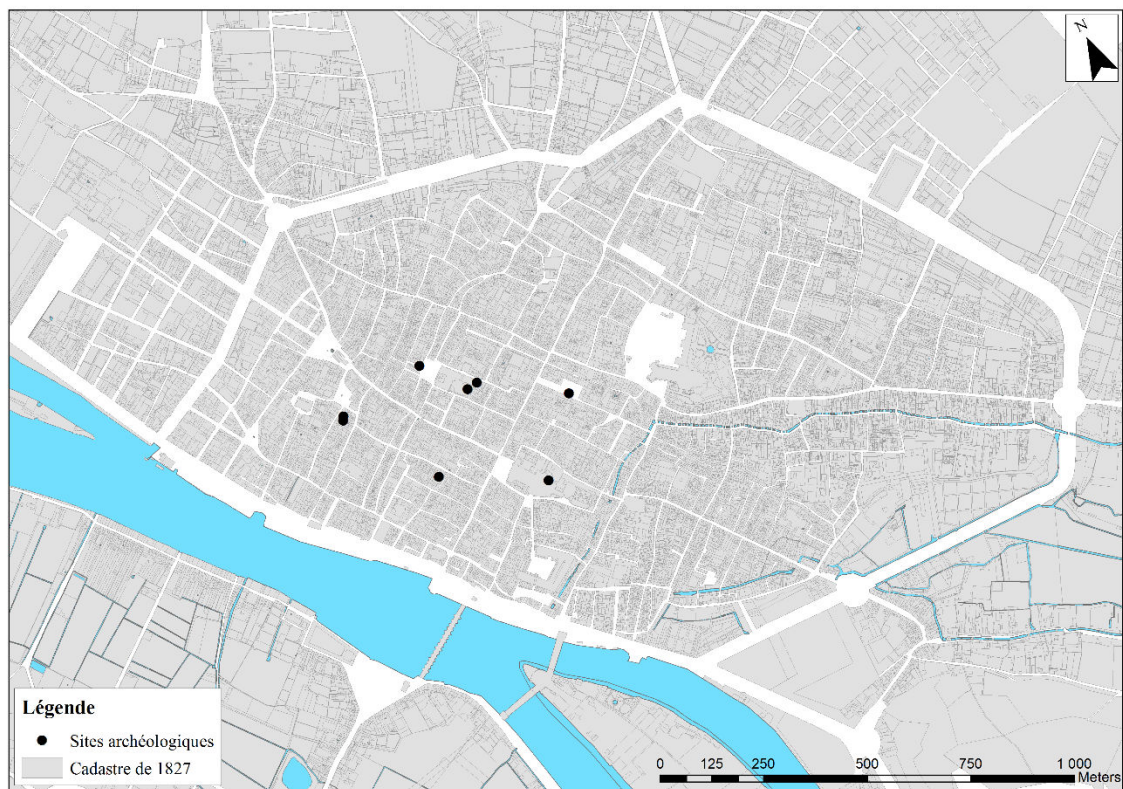 N
Légende
Sites archéologiques
Cadastre de 1827
0 125 250 500 750 1 000
Meters